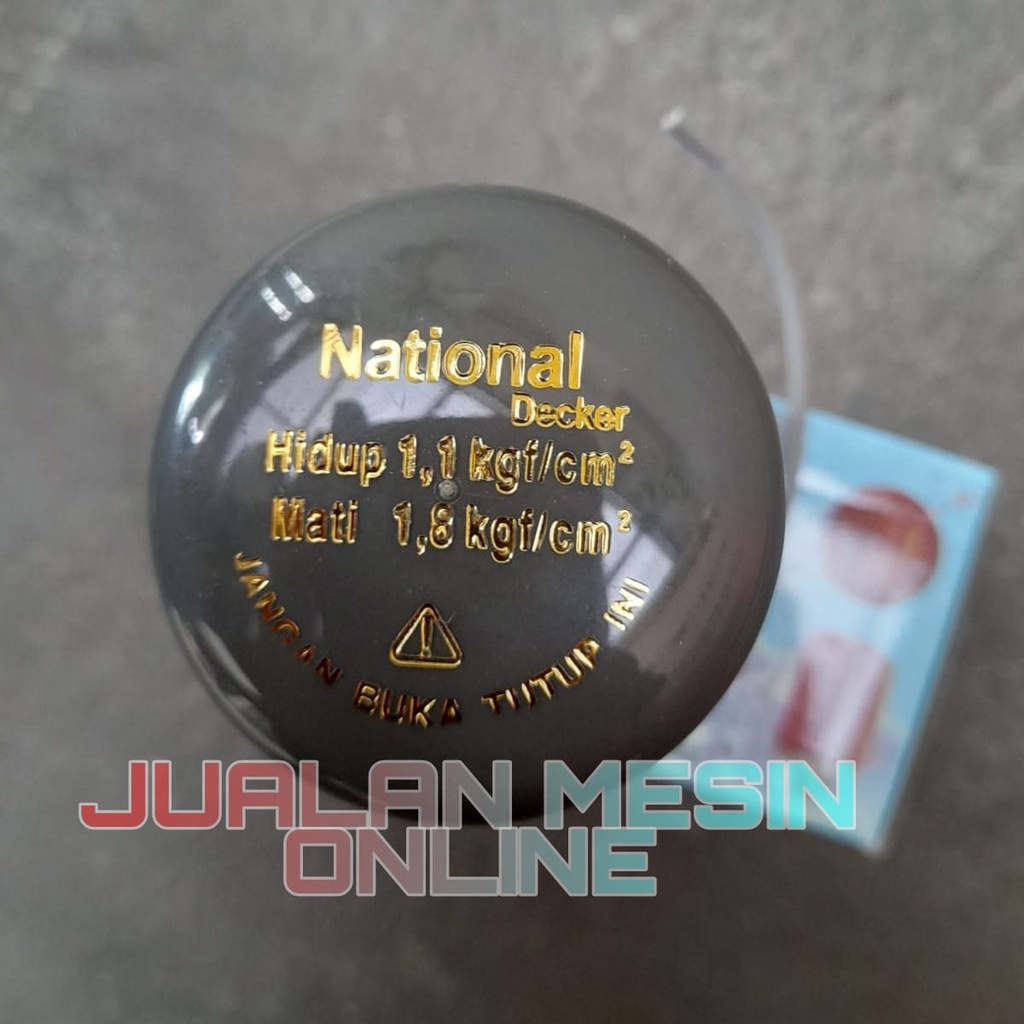 National
Decker
Hidup 1,1 kgf/cm²
Mati 1,8 kgf/cm²
JANGAN BUKA TUTUP INI
JUALAN MESIN
ONLINE